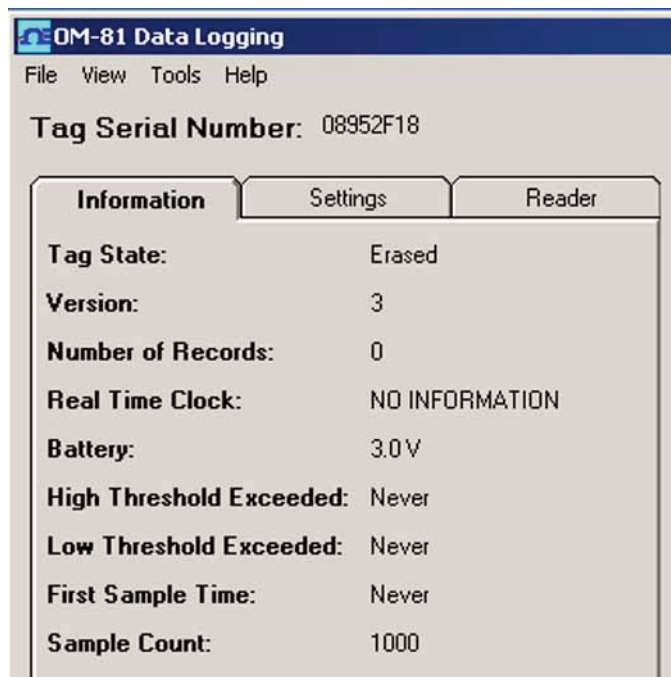 OM-81 Data Logging
File View Tools Help
Tag Serial Number: 08952F18
Information Settings Reader
Tag State: Erased
Version: 3
Number of Records: 0
Real Time Clock: NO INFORMATION
Battery: 3.0 V
High Threshold Exceeded: Never
Low Threshold Exceeded: Never
First Sample Time: Never
Sample Count: 1000